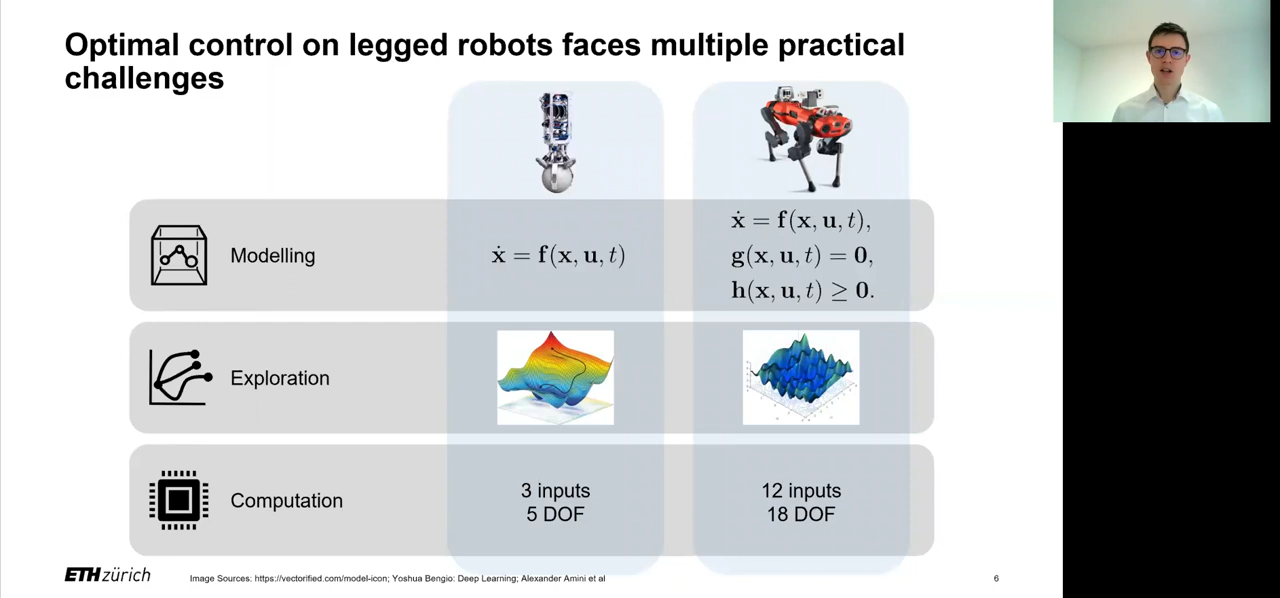 Optimal control on legged robots faces multiple practical
challenges
Modelling
ẋ = f(x, u, t)
ẋ = f(x, u, t),
g(x, u, t) = 0,
h(x, u, t) ≥ 0.
Exploration
Computation
3 inputs
5 DOF
12 inputs
18 DOF
ETH zürich
Image Sources: https://vectorified.com/model-icon; Yoshua Bengio: Deep Learning; Alexander Amini et al
6